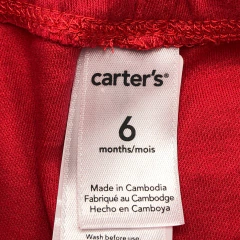 carter's®
6
months/mois
Made in Cambodia
Fabriqué au Cambodge
Hecho en Camboya
Wash before use.